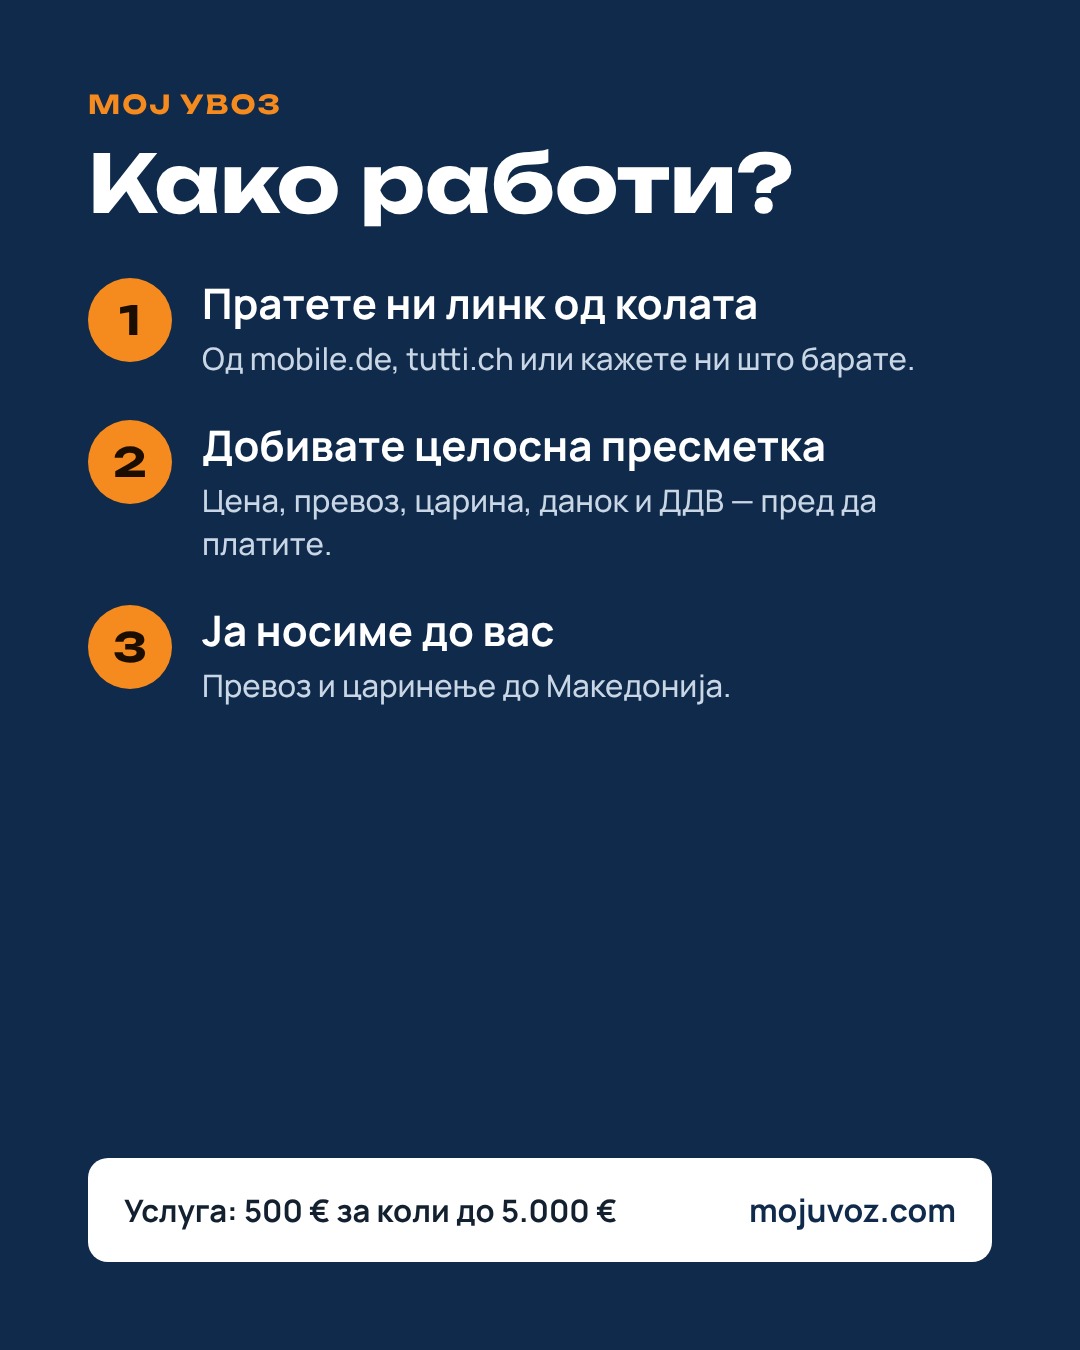 МОЈ УВОЗ
Како работи?
1
Пратете ни линк од колата
Од mobile.de, tutti.ch или кажете ни што барате.
2
Добивате целосна пресметка
Цена, превоз, царина, данок и ДДВ — пред да
платите.
3
Ја носиме до вас
Превоз и царинење до Македонија.
Услуга: 500 € за коли до 5.000 €
mojuvoz.com